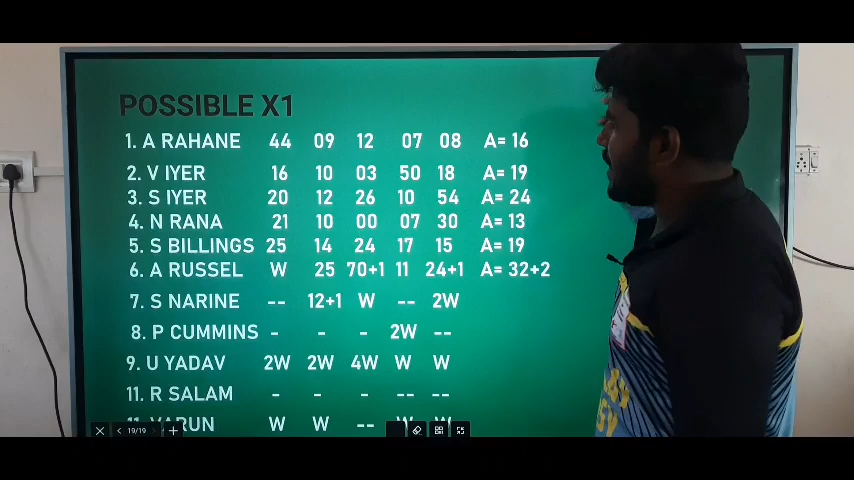 POSSIBLE X1
1. A RAHANE 44 09 12 07 08 A= 16
2. V IYER 16 10 03 50 18 A= 19
3. S IYER 20 12 26 10 54 A= 24
4. N RANA 21 10 00 07 30 A= 13
5. S BILLINGS 25 14 24 17 15 A= 19
6. A RUSSEL W 25 70+1 11 24+1 A= 32+2
7. S NARINE -- 12+1 W -- 2W
8. P CUMMINS - - - 2W --
9. U YADAV 2W 2W 4W W W
11. R SALAM - - - -- --
11. VARUN W W -- W W
19/19